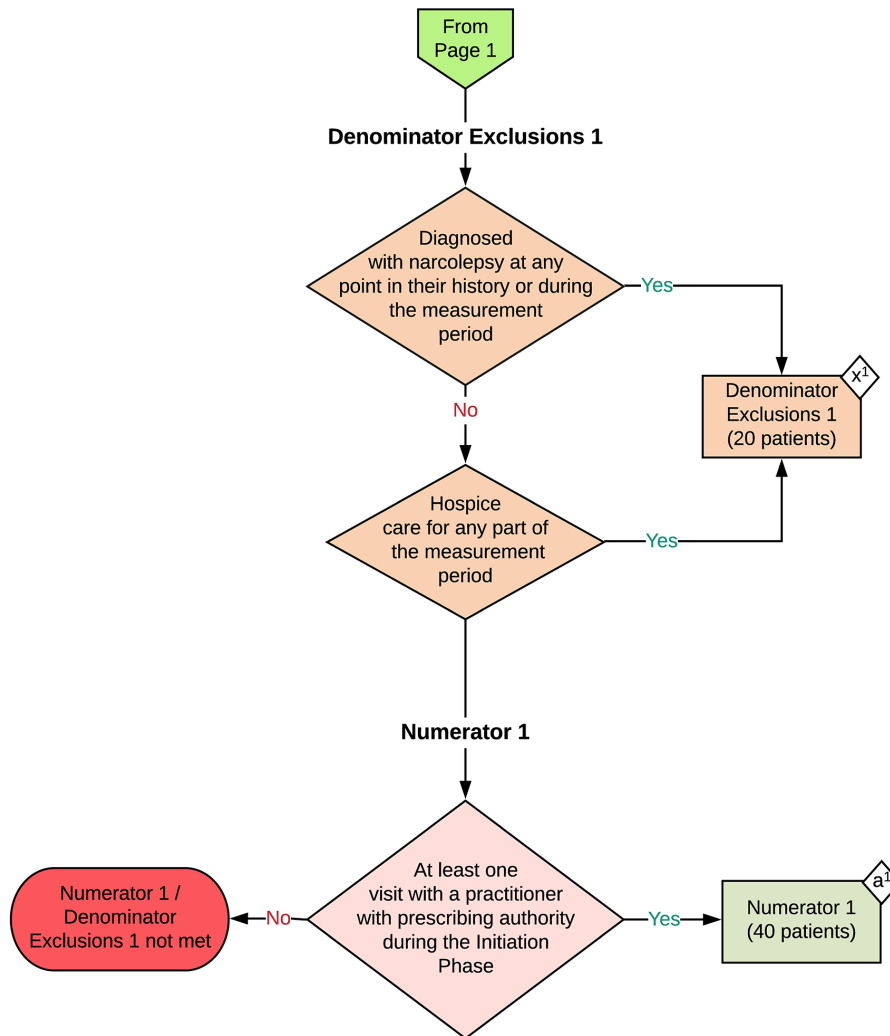 From
Page 1
Denominator Exclusions 1
Diagnosed
with narcolepsy at any
point in their history or during
the measurement
period
Yes
No
x¹
Denominator
Exclusions 1
(20 patients)
Hospice
care for any part of
the measurement
period
Yes
Numerator 1
At least one
visit with a practitioner
with prescribing authority
during the Initiation
Phase
No
Numerator 1 /
Denominator
Exclusions 1 not met
Yes
a¹
Numerator 1
(40 patients)